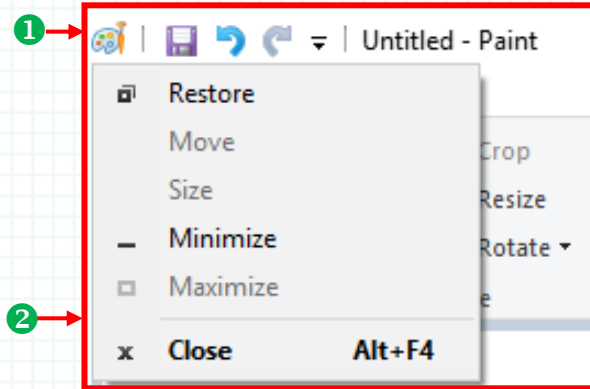 1
Untitled - Paint
Restore
Move
Crop
Size
Resize
Minimize
Rotate
Maximize
e
2
Close Alt+F4